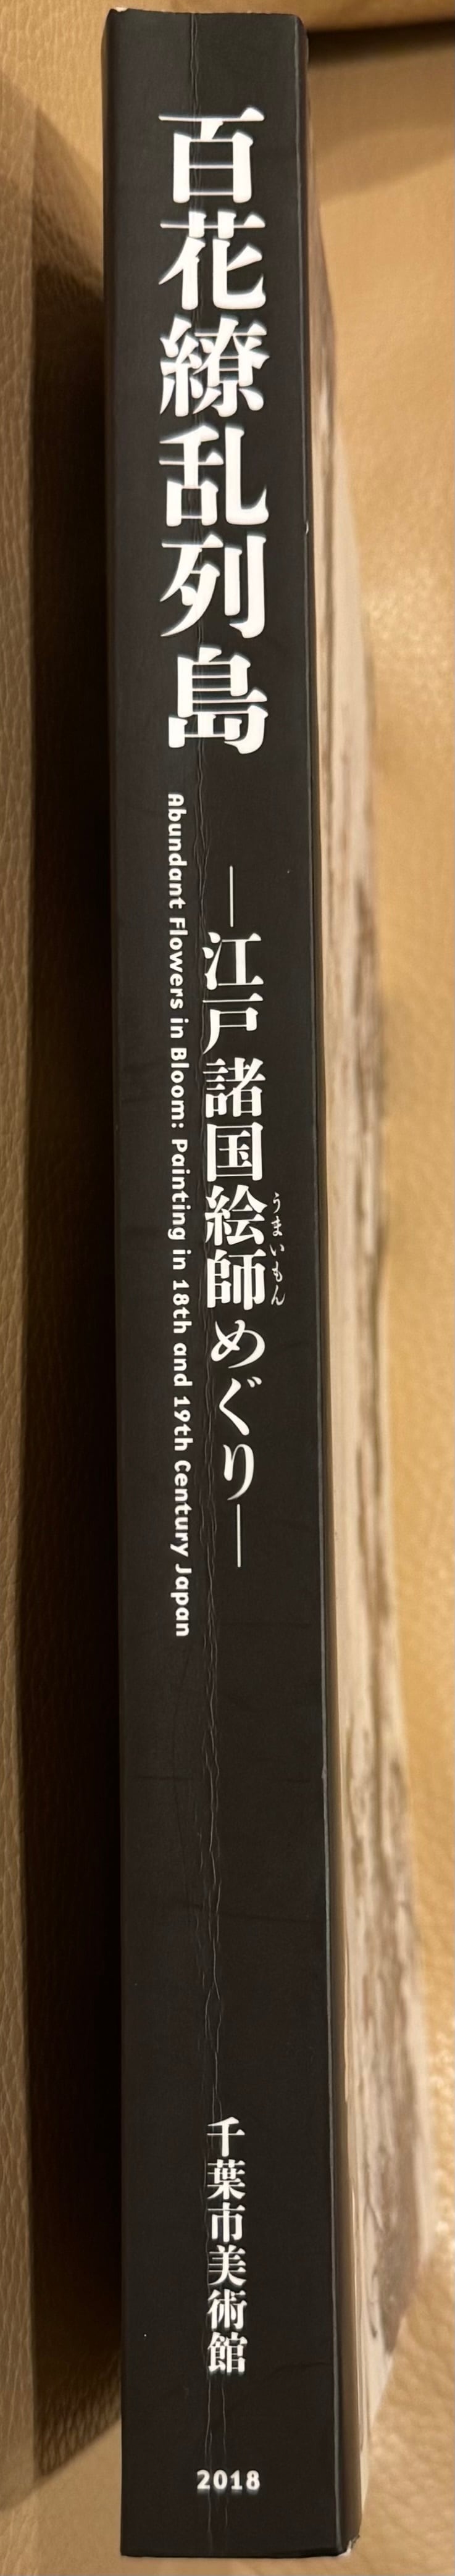 百花繚乱列島
―江戸諸国絵師めぐり―
うまいもん
Abundant Flowers in Bloom: Painting in 18th and 19th Century Japan
千葉市美術館
2018